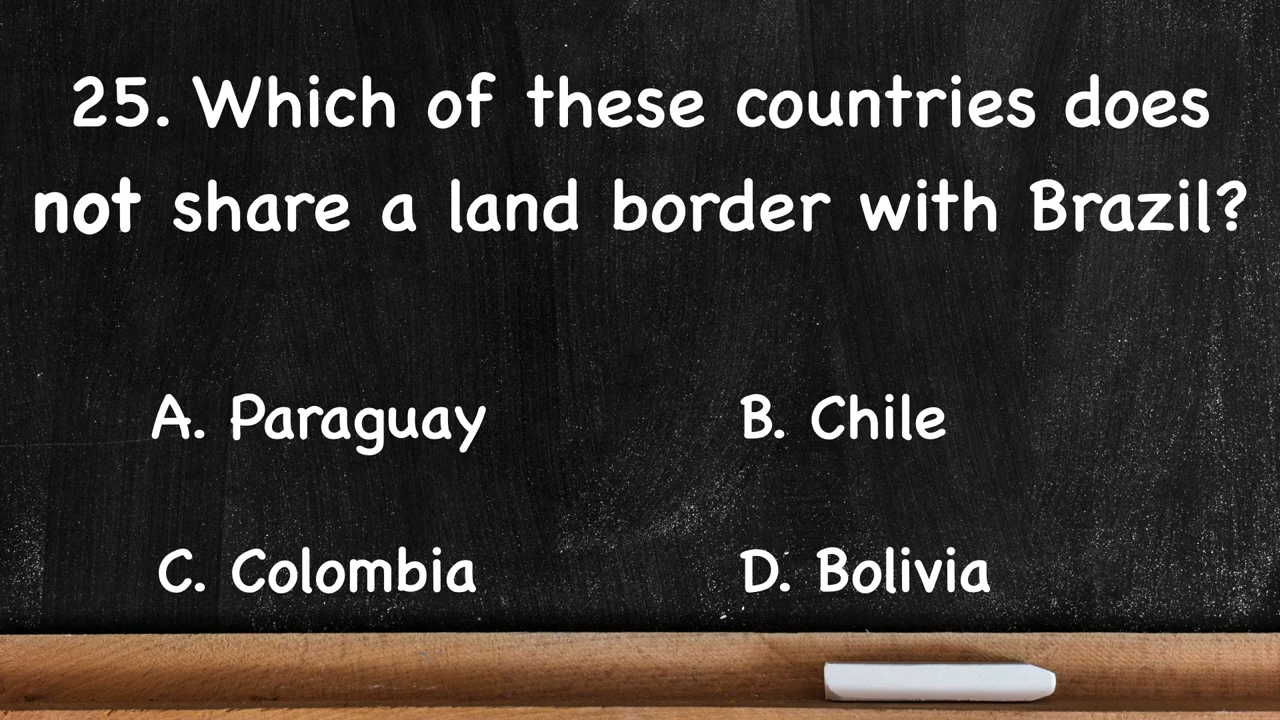 25. Which of these countries does
not share a land border with Brazil?
A. Paraguay
B. Chile
C. Colombia
D. Bolivia